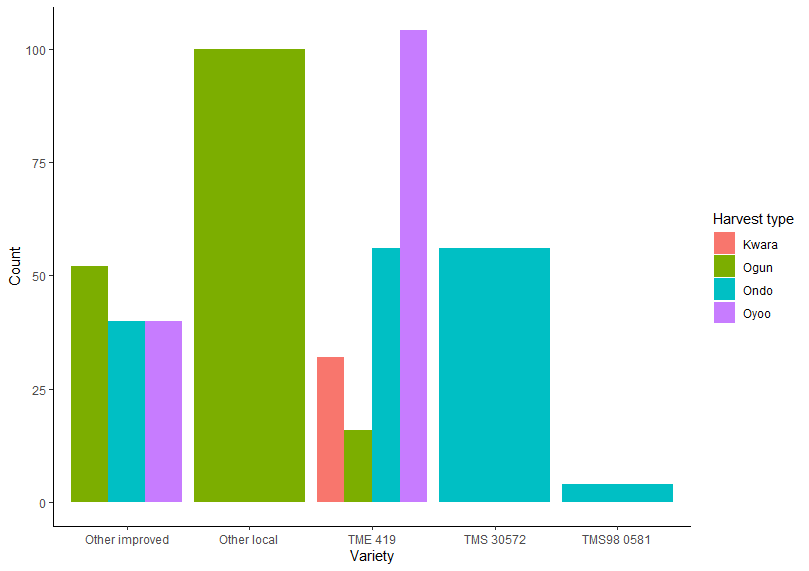 100
75
50
25
0
Count
Other improved
Other local
TME 419
TMS 30572
TMS98 0581
Variety
Harvest type
Kwara
Ogun
Ondo
Oyoo